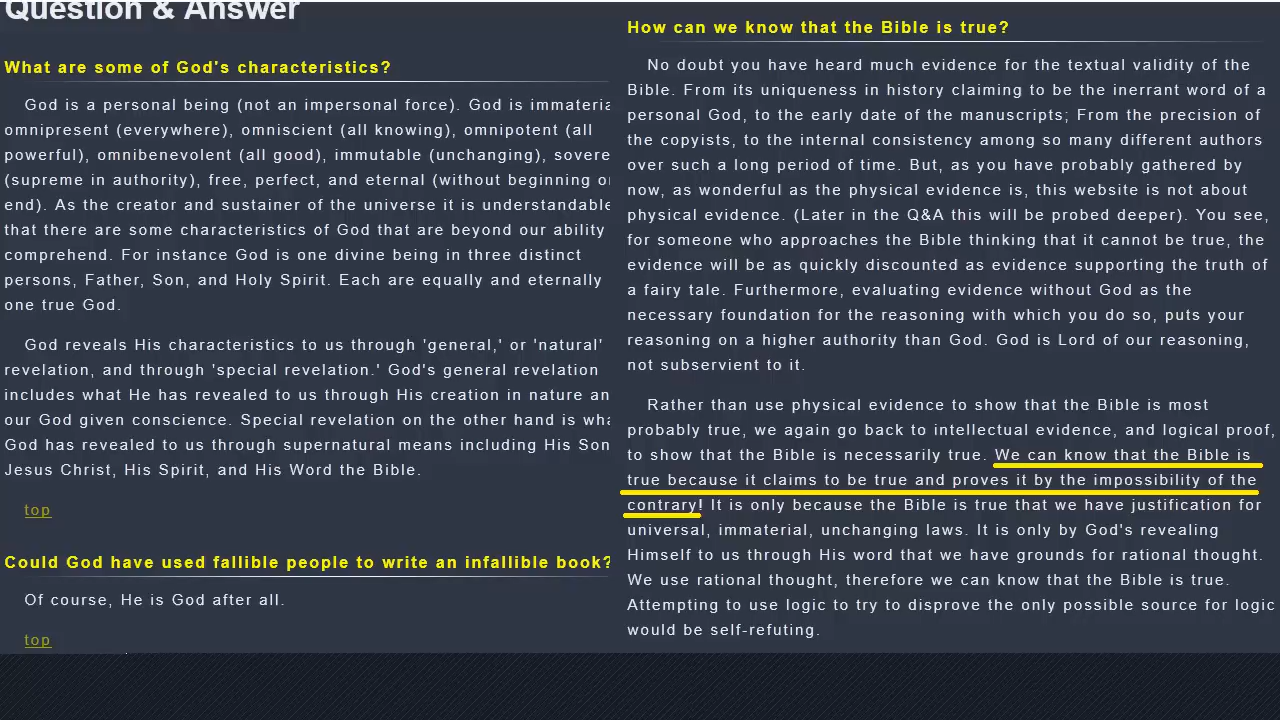 Question & Answer
What are some of God's characteristics?
God is a personal being (not an impersonal force). God is
omnipresent (everywhere), omniscient (all knowing), omnipotent (all
powerful), omnibenevolent (all good), immutable (unchanging),
(supreme in authority), free, perfect, and eternal (without beginning
end). As the creator and sustainer of the universe it is understandable
that there are some characteristics of God that are beyond our ability
comprehend. For instance God is one divine being in three distinct
persons, Father, Son, and Holy Spirit. Each are equally and eternally
one true God.
God reveals His characteristics to us through 'general,' or 'natural'
revelation, and through 'special revelation.' God's general revelation
includes what He has revealed to us through His creation in nature
our God given conscience. Special revelation on the other hand is
God has revealed to us through supernatural means including His Son
Jesus Christ, His Spirit, and His Word the Bible.
top
Could God have used fallible people to write an infallible book?
Of course, He is God after all.
top
How can we know that the Bible is true?
No doubt you have heard much evidence for the textual validity of the
Bible. From its uniqueness in history claiming to be the inerrant word of a
personal God, to the early date of the manuscripts; From the precision of
the copyists, to the internal consistency among so many different authors
over such a long period of time. But, as you have probably gathered by
now, as wonderful as the physical evidence is, this website is not about
physical evidence. (Later in the Q&A this will be probed deeper). You see,
for someone who approaches the Bible thinking that it cannot be true, the
evidence will be as quickly discounted as evidence supporting the truth of
a fairy tale. Furthermore, evaluating evidence without God as the
necessary foundation for the reasoning with which you do so, puts your
reasoning on a higher authority than God. God is Lord of our reasoning,
not subservient to it.
Rather than use physical evidence to show that the Bible is most
probably true, we again go back to intellectual evidence, and logical proof,
to show that the Bible is necessarily true. We can know that the Bible is
true because it claims to be true and proves it by the impossibility of the
contrary! It is only because the Bible is true that we have justification for
universal, immaterial, unchanging laws. It is only by God's revealing
Himself to us through His word that we have grounds for rational thought.
We use rational thought, therefore we can know that the Bible is true.
Attempting to use logic to try to disprove the only possible source for logic
would be self-refuting.